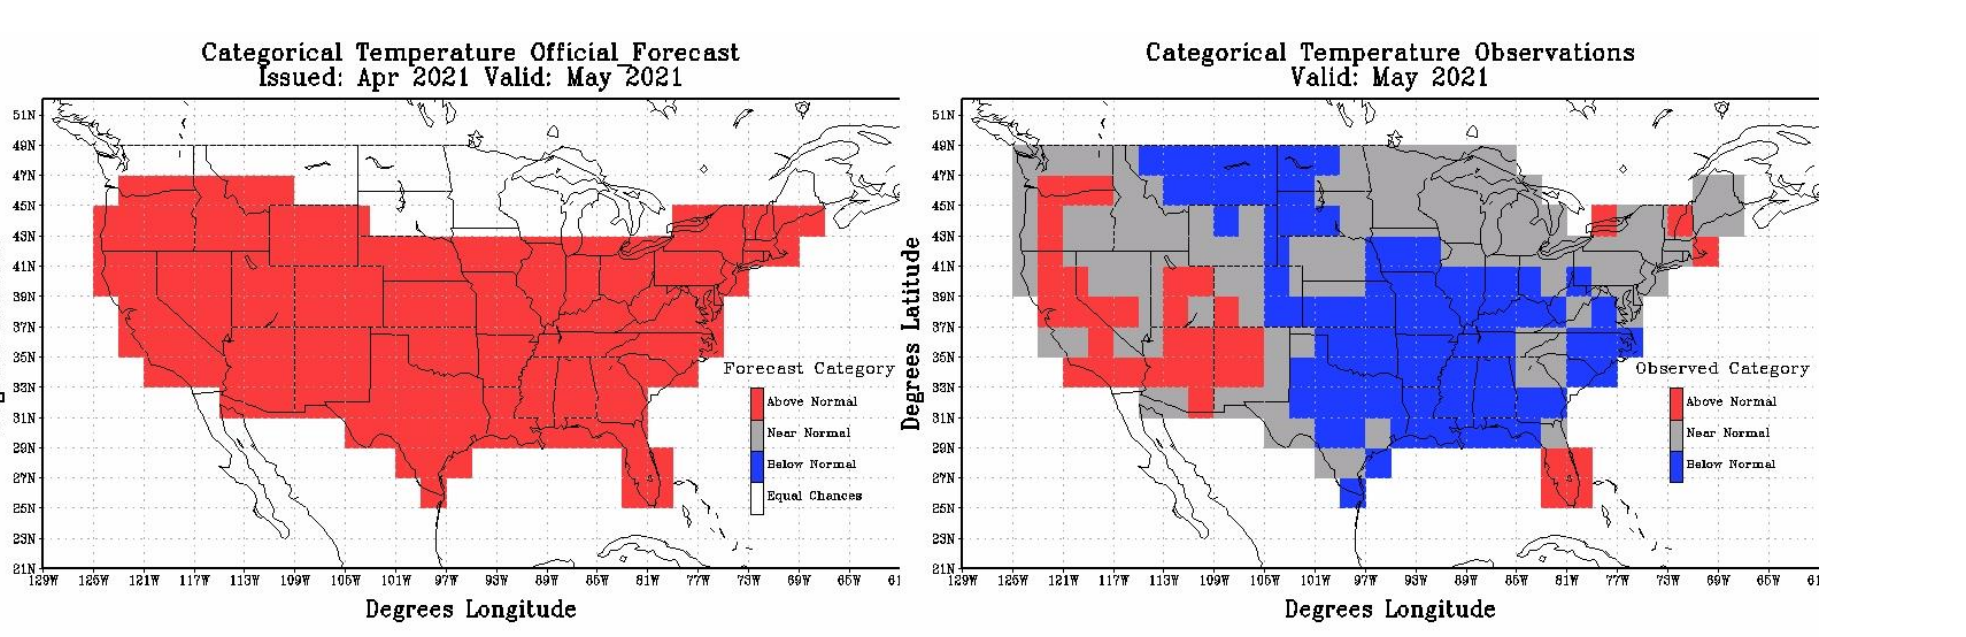 Categorical Temperature Official_Forecast
Issued: Apr 2021 Valid: May 2021
51N
49N
47N
45N
43N
41N
39N
37N
35N
33N
31N
29N
27N
25N
23N
21N
129W 125W 121W 117W 113W 109W 105W 101W 97W 93W 89W 85W 81W 77W 73W 69W 65W 61
Degrees Longitude
Forecast Category
Above Normal
Near Normal
Below Normal
Equal Chances
Categorical Temperature Observations
Valid: May 2021
Degrees Latitude
51N
49N
47N
45N
43N
41N
39N
37N
35N
33N
31N
29N
27N
25N
23N
21N
129W 125W 121W 117W 113W 109W 105W 101W 97W 93W 89W 85W 81W 77W 73W 69W 65W 61
Degrees Longitude
Observed Category
Above Normal
Near Normal
Below Normal